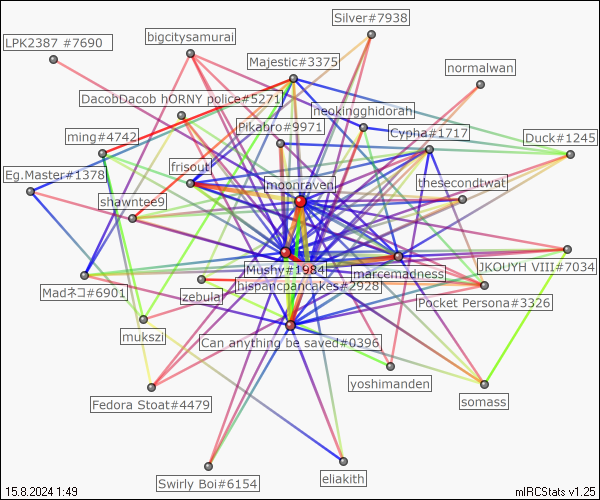 Silver#7938
LPK2387 #7690
bigcitysamurai
Majestic#3375
normalwan
DacobDacob hORNY police#5271
neokingghidorah
Pikabro#9971
ming#4742
Cypha#1717
Duck#1245
frisout
Eg.Master#1378
moonraven
thesecondtwat
shawntee9
Mushy#1984
marcemadness
JKOUYH VIII#7034
hispancpancakes#2928
Madネコ#6901
zebulaj
Pocket Persona#3326
mukszi
Can anything be saved#0396
yoshimanden
Fedora Stoat#4479
somass
Swirly Boi#6154
eliakith
15.8.2024 1:49
mIRCStats v1.25